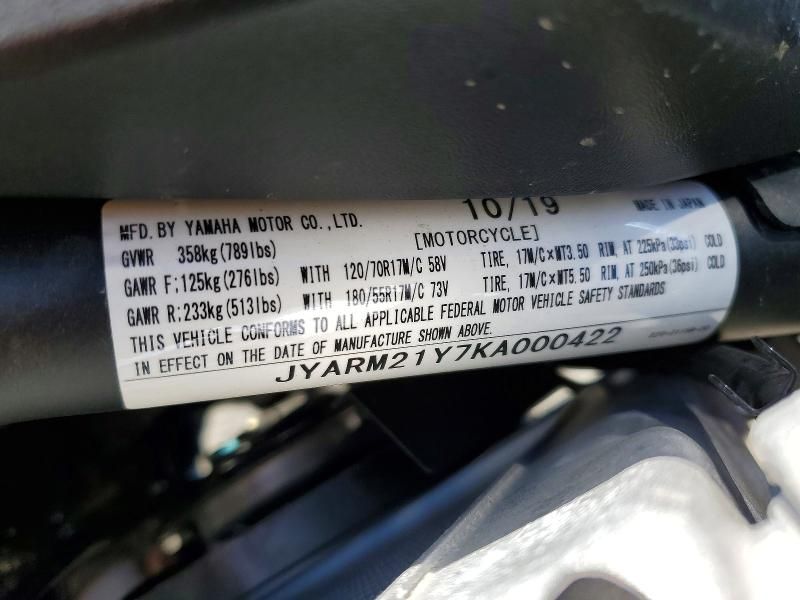 MFD. BY YAMAHA MOTOR CO.,LTD. 10/19 MADE IN JAPAN
GVWR 358kg(789lbs) [MOTORCYCLE]
GAWR F:125kg(276lbs) WITH 120/70R17M/C 58V TIRE, 17M/C×MT3.50 RIM, AT 225kPa(33psi) COLD
GAWR R:233kg(513lbs) WITH 180/55R17M/C 73V TIRE, 17M/C×MT5.50 RIM, AT 250kPa(36psi) COLD
THIS VEHICLE CONFORMS TO ALL APPLICABLE FEDERAL MOTOR VEHICLE SAFETY STANDARDS
IN EFFECT ON THE DATE OF MANUFACTURE SHOWN ABOVE.
JYARM21Y7KA000422